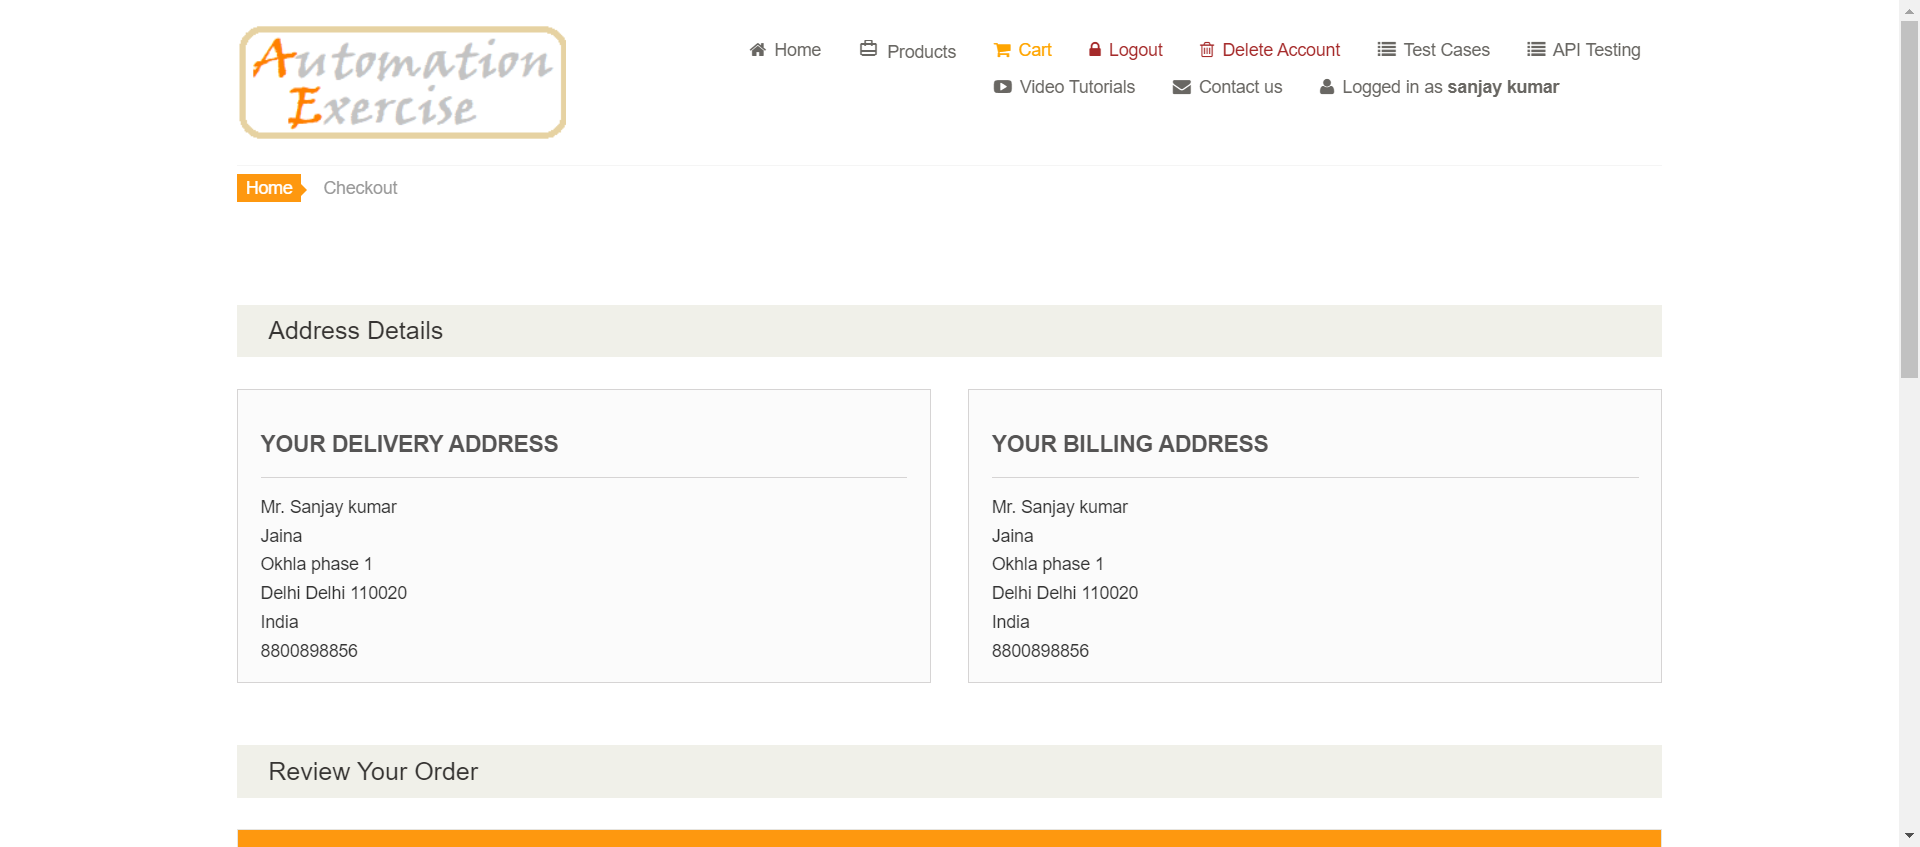 Automation
Exercise
Home Products Cart Logout Delete Account Test Cases API Testing
Video Tutorials Contact us Logged in as sanjay kumar
Home Checkout
Address Details
YOUR DELIVERY ADDRESS
Mr. Sanjay kumar
Jaina
Okhla phase 1
Delhi Delhi 110020
India
8800898856
YOUR BILLING ADDRESS
Mr. Sanjay kumar
Jaina
Okhla phase 1
Delhi Delhi 110020
India
8800898856
Review Your Order